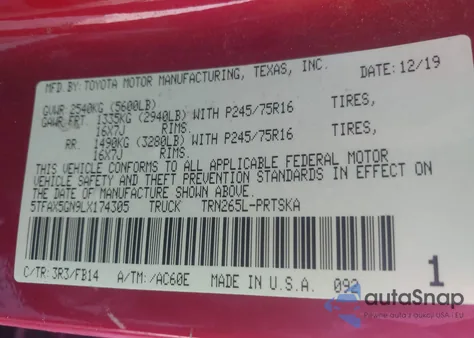 MFD.BY: TOYOTA MOTOR MANUFACTURING, TEXAS, INC. DATE: 12/19
GVWR 2540KG (5600LB)
GAWR FRT 1335KG (2940LB) WITH P245/75R16 TIRES,
16X7J RIMS.
RR. 1490KG (3280LB) WITH P245/75R16 TIRES,
16X7J RIMS.
THIS VEHICLE CONFORMS TO ALL APPLICABLE FEDERAL MOTOR
VEHICLE SAFETY AND THEFT PREVENTION STANDARDS IN EFFECT ON
THE DATE OF MANUFACTURE SHOWN ABOVE.
5TFAX5GN9LX174305 TRUCK TRN265L-PRTSKA
C/TR: 3R3/FB14 A/TM: /AC60E MADE IN U.S.A. 092 1
autoSnap